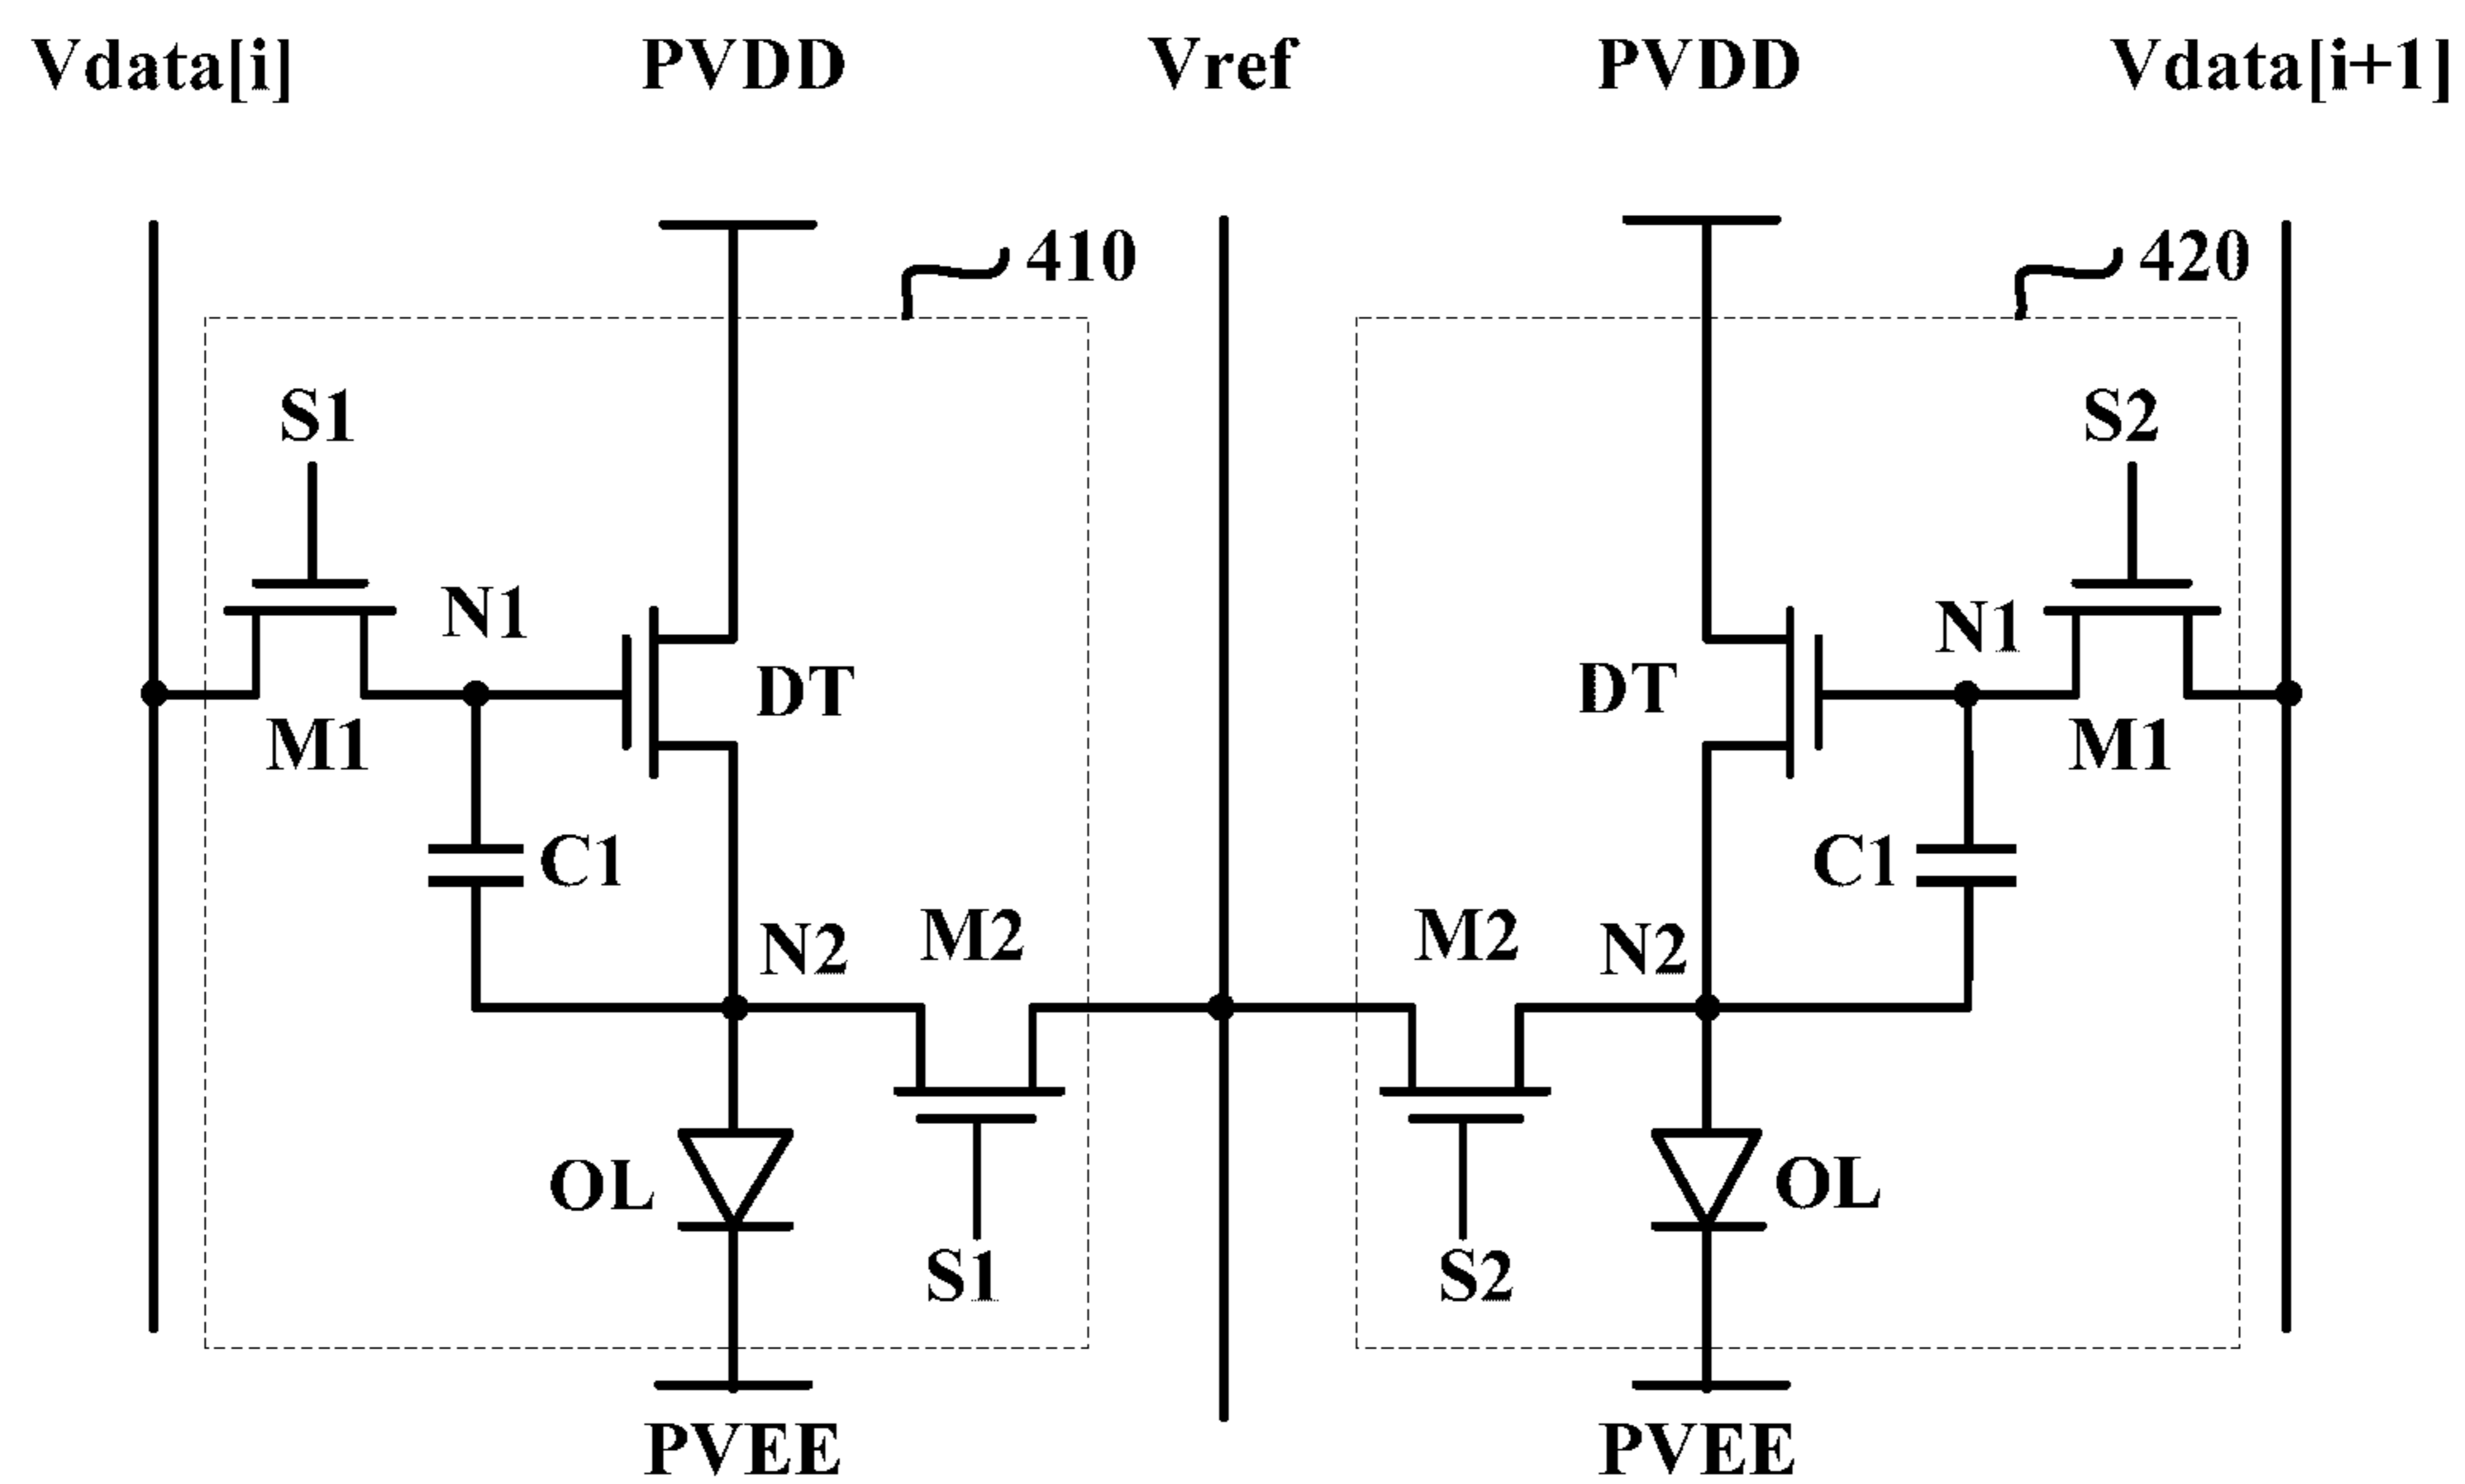 Vdata[i] PVDD Vref PVDD Vdata[i+1]
410 420
S1 S2
N1 N1
DT DT
M1 M1
C1 C1
N2 M2 M2 N2
OL OL
S1 S2
PVEE PVEE